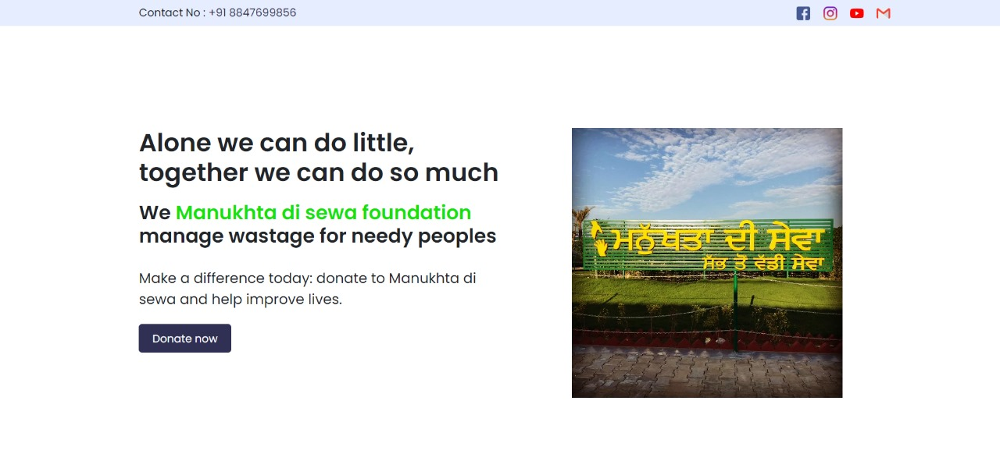 Contact No : +91 8847699856
Alone we can do little,
together we can do so much
We Manukhta di sewa foundation
manage wastage for needy peoples
Make a difference today: donate to Manukhta di
sewa and help improve lives.
Donate now
ਮਨੁੱਖਤਾ ਦੀ ਸੇਵਾ
ਸੱਭ ਤੋਂ ਵੱਡੀ ਸੇਵਾ